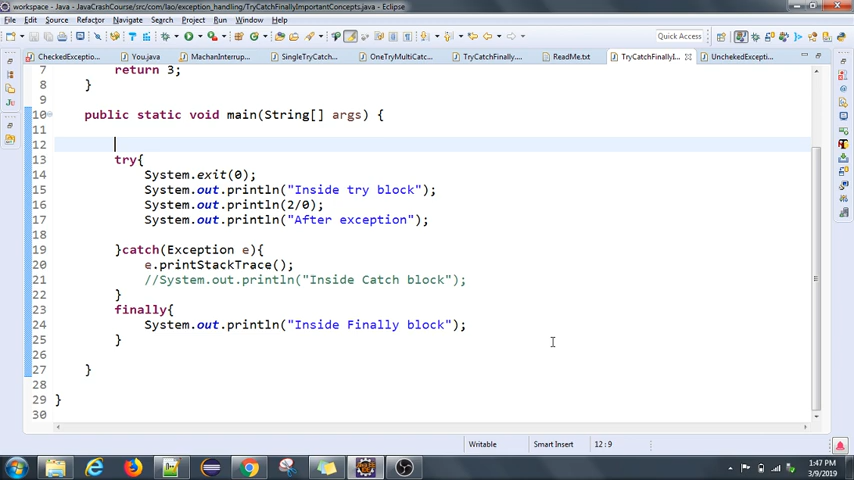 workspace - Java - JavaCrashCourse/src/com/lao/exception_handling/TryCatchFinallyImportantConcepts.java - Eclipse
File Edit Source Refactor Navigate Search Project Run Window Help
Quick Access
CheckedExceptio... You.java MachanInterrup... SingleTryCatch... OneTryMultiCatc... TryCatchFinally.... ReadMe.txt TryCatchFinallyI... UncheckedExcepti...
7 return 3;
8 }
9
10 public static void main(String[] args) {
11
12
13 try{
14 System.exit(0);
15 System.out.println("Inside try block");
16 System.out.println(2/0);
17 System.out.println("After exception");
18
19 }catch(Exception e){
20 e.printStackTrace();
21 //System.out.println("Inside Catch block");
22 }
23 finally{
24 System.out.println("Inside Finally block");
25 }
26
27 }
28
29 }
30
Writable Smart Insert 12 : 9
1:47 PM
3/9/2019